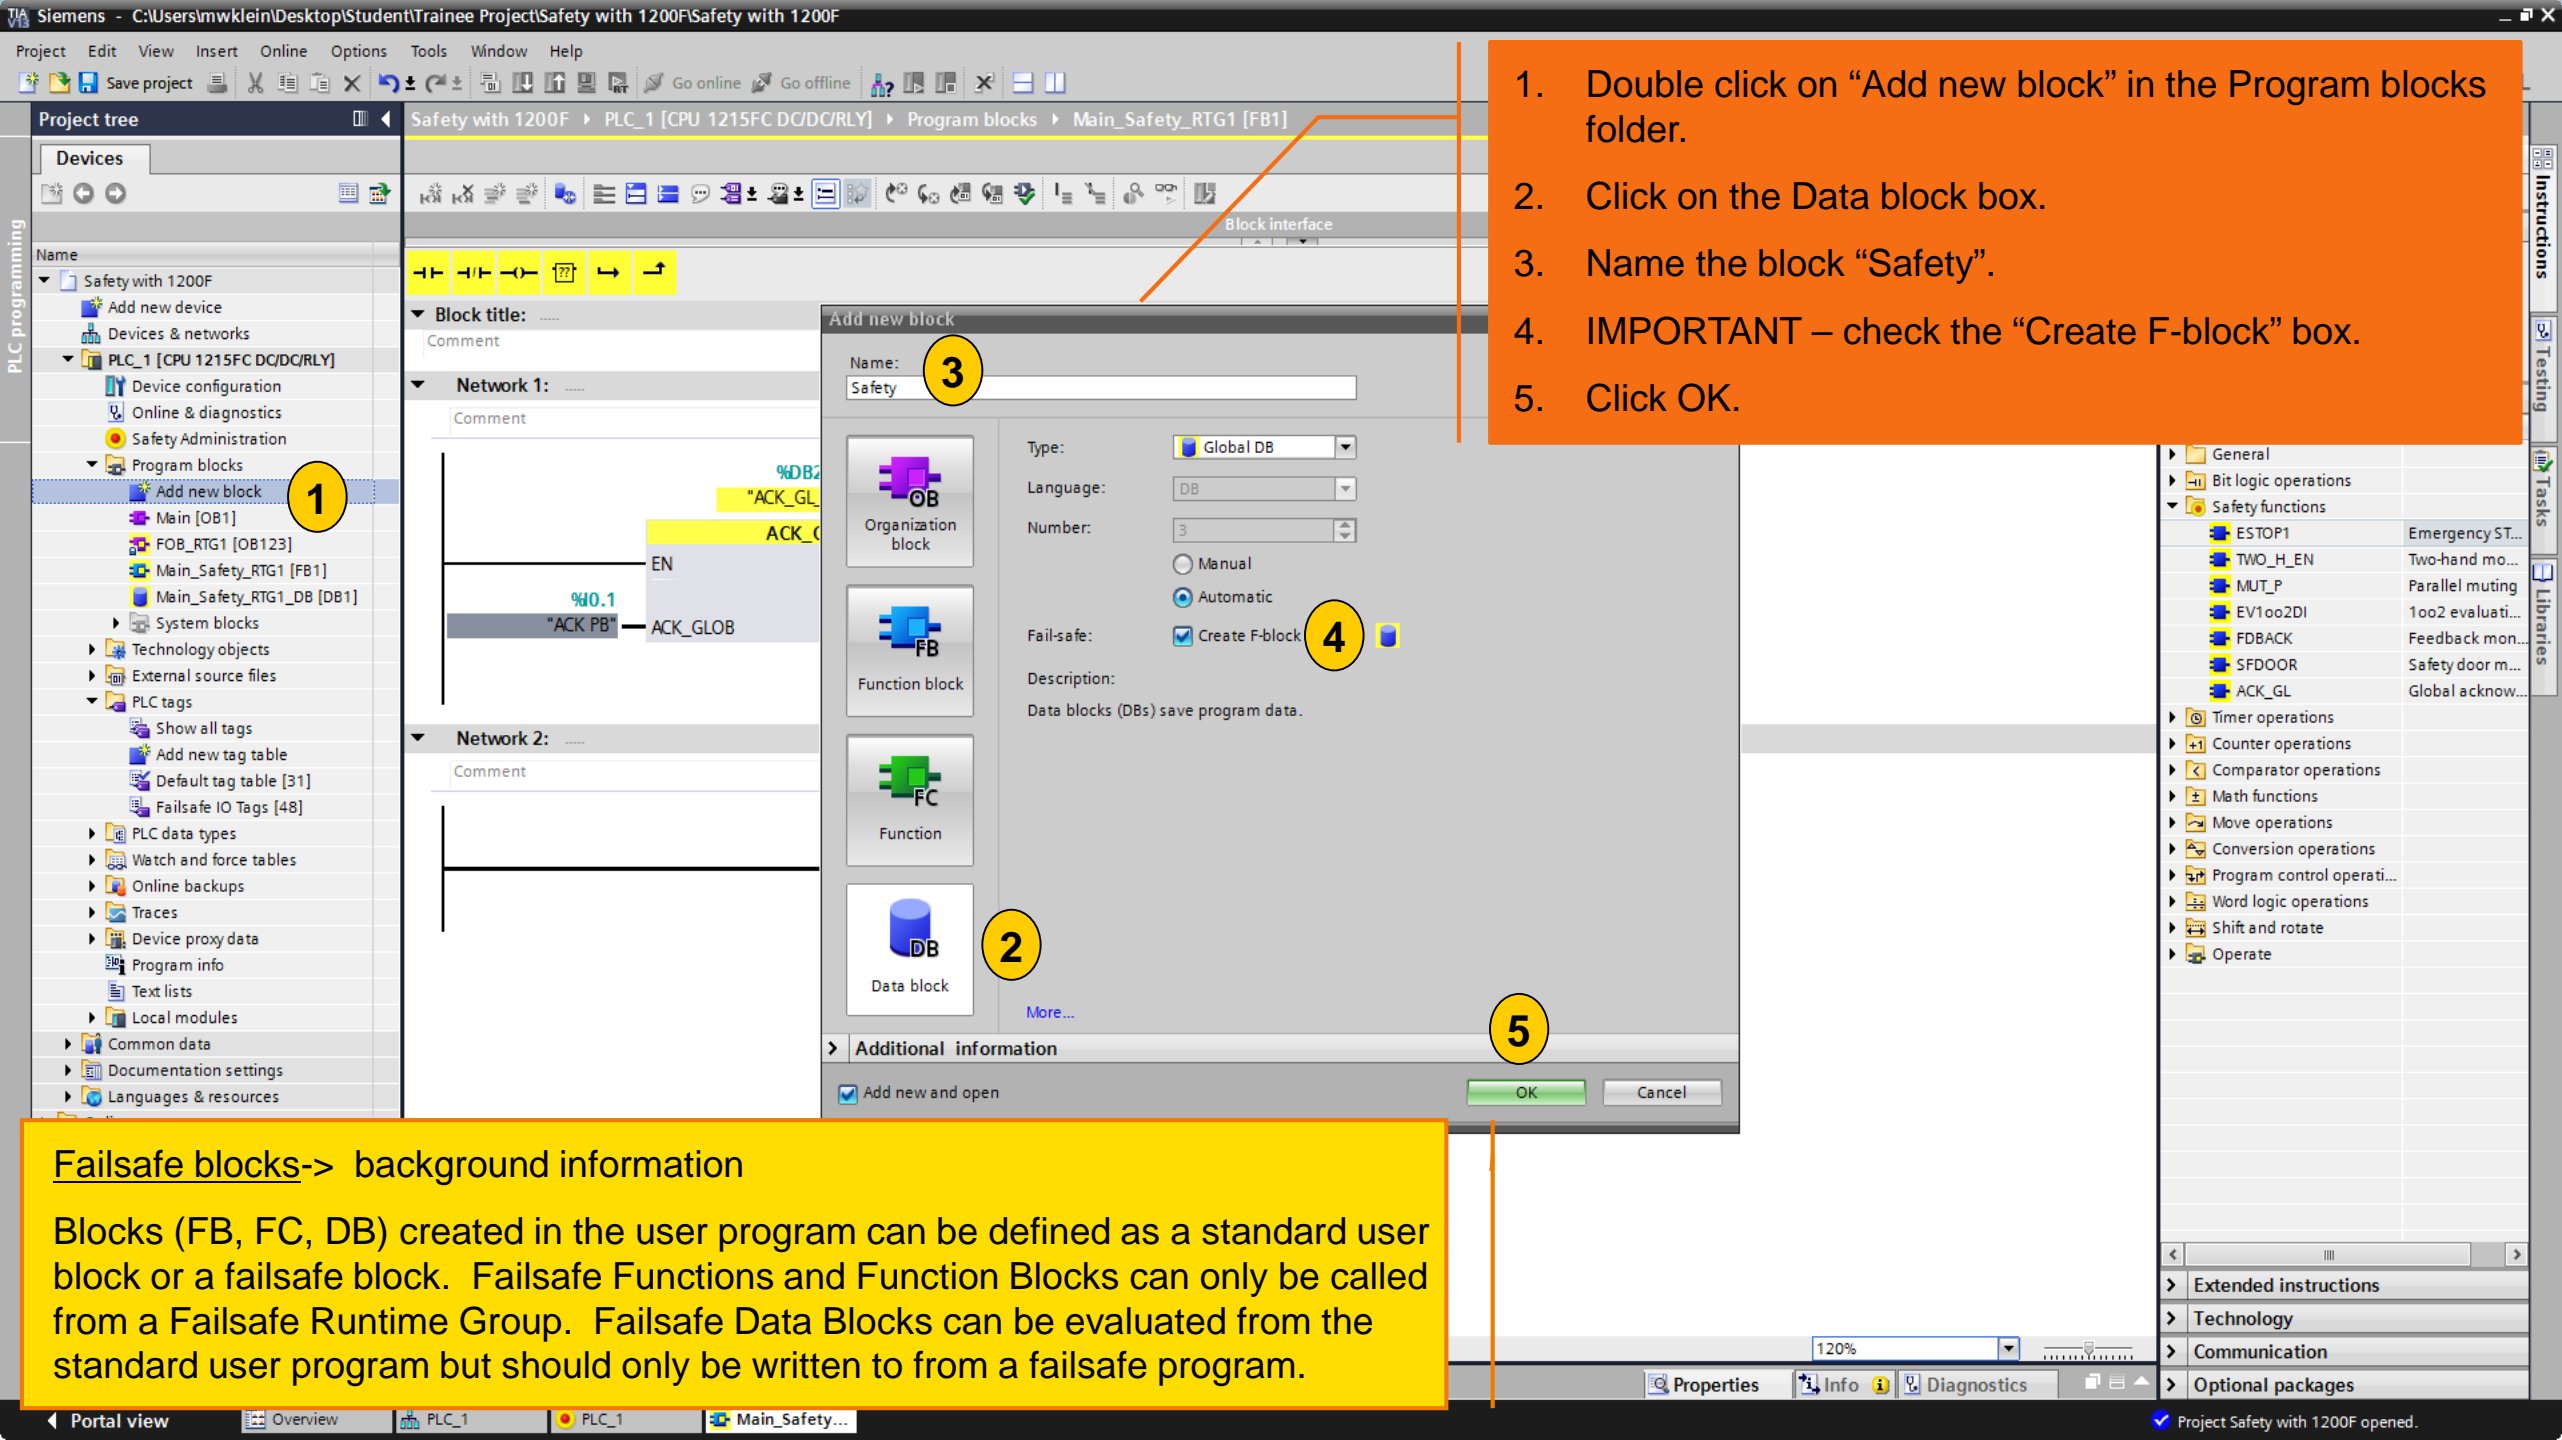 Siemens - C:\Users\mwklein\Desktop\Student\Trainee Project\Safety with 1200F\Safety with 1200F
Project Edit View Insert Online Options Tools Window Help
Save project Go online Go offline
Project tree
Safety with 1200F PLC_1 [CPU 1215FC DC/DC/RLY] Program blocks Main_Safety_RTG1 [FB1]
1. Double click on “Add new block” in the Program blocks
folder.
2. Click on the Data block box.
3. Name the block “Safety”.
4. IMPORTANT – check the “Create F-block” box.
5. Click OK.
Devices
PLC programming
Name
Safety with 1200F
Add new device
Devices & networks
PLC_1 [CPU 1215FC DC/DC/RLY]
Device configuration
Online & diagnostics
Safety Administration
Program blocks
Add new block
1
Main [OB1]
FOB_RTG1 [OB123]
Main_Safety_RTG1 [FB1]
Main_Safety_RTG1_DB [DB1]
System blocks
Technology objects
External source files
PLC tags
Show all tags
Add new tag table
Default tag table [31]
Failsafe IO Tags [48]
PLC data types
Watch and force tables
Online backups
Traces
Device proxy data
Program info
Text lists
Local modules
Common data
Documentation settings
Languages & resources
Block interface
??
Block title: .....
Comment
Network 1: .....
Comment
%DB2
"ACK_GL_
ACK_
EN
%I0.1
"ACK PB"
ACK_GLOB
Network 2: .....
Comment
Add new block
Name:
3
Safety
OB
Organization
block
FB
Function block
FC
Function
DB
Data block
2
Type: Global DB
Language: DB
Number: 3
Manual
Automatic
Fail-safe: Create F-block
4
Description:
Data blocks (DBs) save program data.
More...
Additional information
5
Add new and open
OK Cancel
General
Bit logic operations
Safety functions
ESTOP1 Emergency ST...
TWO_H_EN Two-hand mo...
MUT_P Parallel muting
EV1oo2DI 1oo2 evaluati...
FDBACK Feedback mon...
SFDOOR Safety door m...
ACK_GL Global acknow...
Timer operations
Counter operations
Comparator operations
Math functions
Move operations
Conversion operations
Program control operati...
Word logic operations
Shift and rotate
Operate
Extended instructions
Technology
Communication
Optional packages
Instructions
Testing
Tasks
Libraries
Failsafe blocks-> background information
Blocks (FB, FC, DB) created in the user program can be defined as a standard user
block or a failsafe block. Failsafe Functions and Function Blocks can only be called
from a Failsafe Runtime Group. Failsafe Data Blocks can be evaluated from the
standard user program but should only be written to from a failsafe program.
120%
Properties Info Diagnostics
Portal view Overview PLC_1 PLC_1 Main_Safety...
Project Safety with 1200F opened.